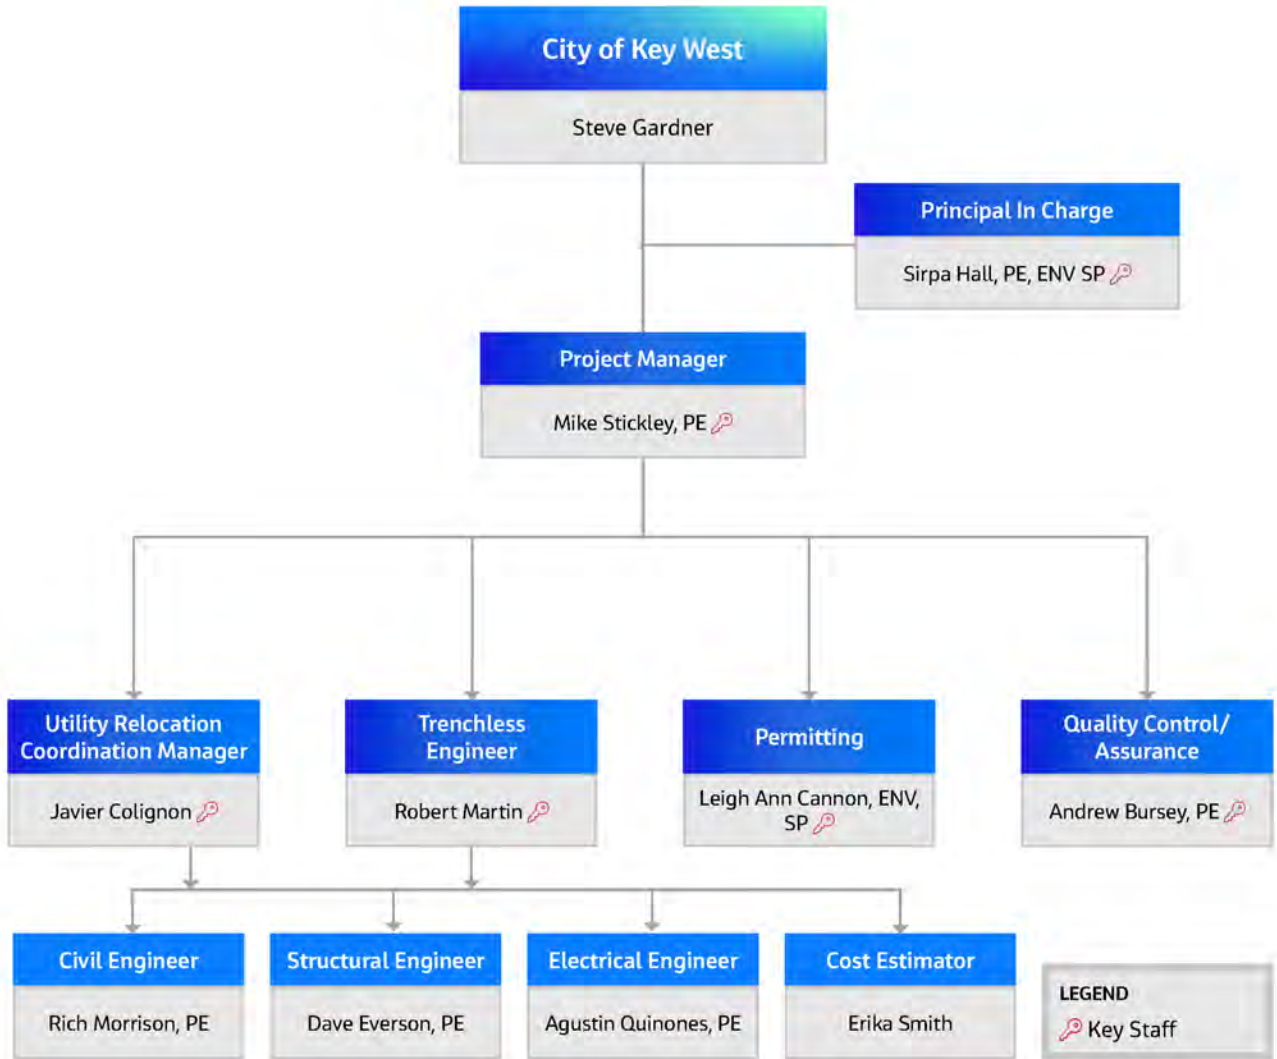 City of Key West
Steve Gardner
Principal In Charge
Sirpa Hall, PE, ENV SP
Project Manager
Mike Stickley, PE
Utility Relocation
Coordination Manager
Javier Colignon
Trenchless
Engineer
Robert Martin
Permitting
Leigh Ann Cannon, ENV,
SP
Quality Control/
Assurance
Andrew Bursey, PE
Civil Engineer
Rich Morrison, PE
Structural Engineer
Dave Everson, PE
Electrical Engineer
Agustin Quinones, PE
Cost Estimator
Erika Smith
LEGEND
Key Staff